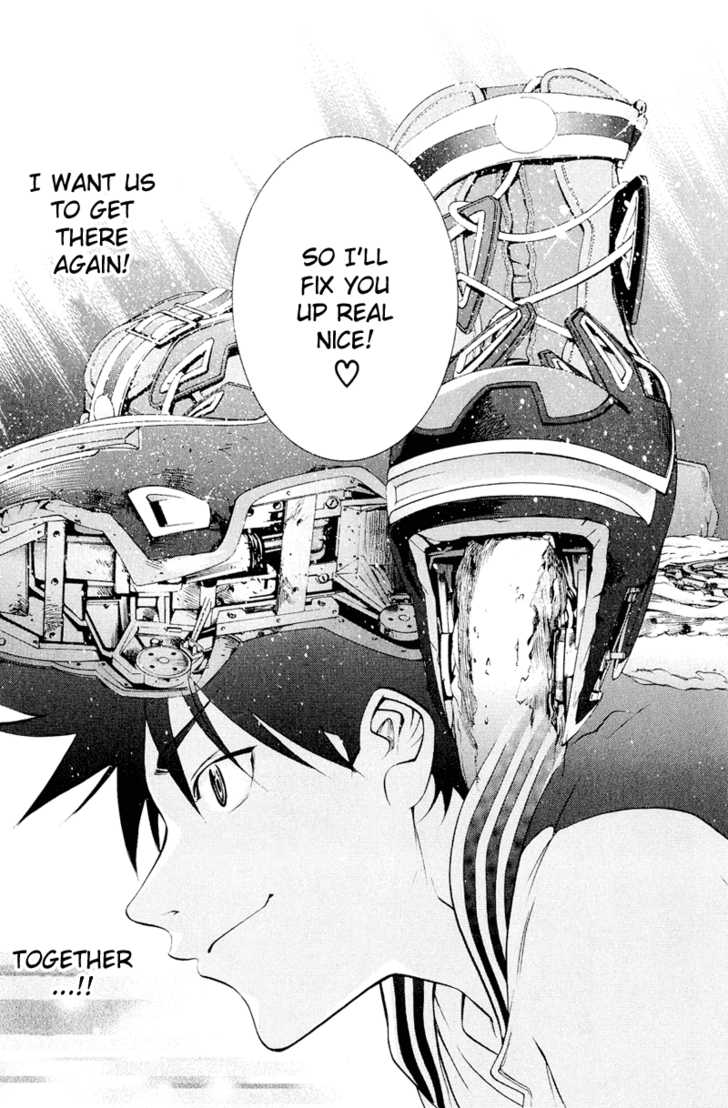 I WANT US
TO GET
THERE
AGAIN!
SO I'LL
FIX YOU
UP REAL
NICE!
♡
TOGETHER
...!!